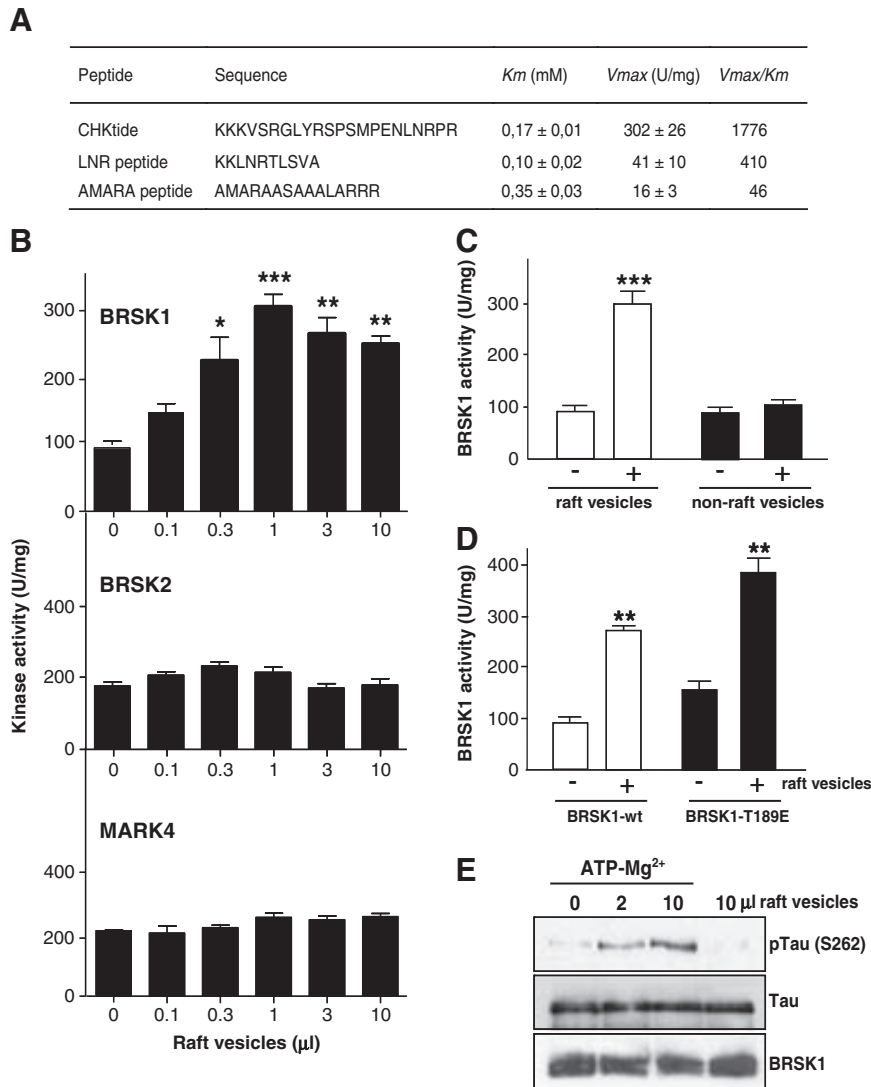 A
Peptide Sequence Km (mM) Vmax (U/mg) Vmax/Km
CHKtide KKKVSRGLYRSPSMPENLNRPR 0,17 ± 0,01 302 ± 26 1776
LNR peptide KKLNRTLSVA 0,10 ± 0,02 41 ± 10 410
AMARA peptide AMARAASAAALARRR 0,35 ± 0,03 16 ± 3 46
B
Kinase activity (U/mg)
BRSK1
300
200
100
0
* *** ** **
0 0.1 0.3 1 3 10
BRSK2
400
200
0
0 0.1 0.3 1 3 10
MARK4
400
200
0
0 0.1 0.3 1 3 10
Raft vesicles (μl)
C
BRSK1 activity (U/mg)
300
200
100
0
***
- + - +
raft vesicles non-raft vesicles
D
BRSK1 activity (U/mg)
400
300
200
100
0
** **
- + - + raft vesicles
BRSK1-wt BRSK1-T189E
E
ATP-Mg2+
0 2 10 10 μl raft vesicles
pTau (S262)
Tau
BRSK1